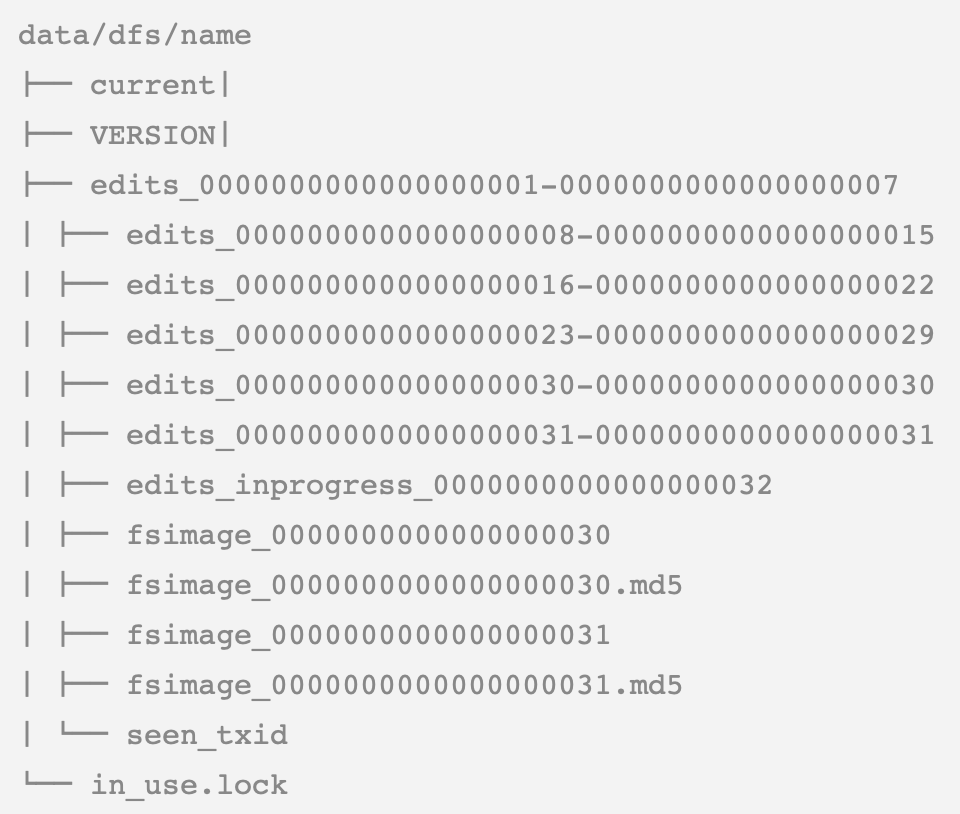 data/dfs/name
├── current|
├── VERSION|
├── edits_0000000000000000001-0000000000000000007
│ ├── edits_0000000000000000008-0000000000000000015
│ ├── edits_0000000000000000016-0000000000000000022
│ ├── edits_0000000000000000023-0000000000000000029
│ ├── edits_0000000000000000030-0000000000000000030
│ ├── edits_0000000000000000031-0000000000000000031
│ ├── edits_inprogress_0000000000000000032
│ ├── fsimage_0000000000000000030
│ ├── fsimage_0000000000000000030.md5
│ ├── fsimage_0000000000000000031
│ ├── fsimage_0000000000000000031.md5
│ └── seen_txid
└── in_use.lock